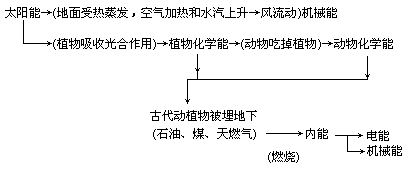 太阳能→(地面受热蒸发，空气加热和水汽上升→风流动)机械能
→(植物吸收光合作用)→植物化学能→(动物吃掉植物)→动物化学能
古代动植物被埋地下
(石油、煤、天燃气)→内能→电能
(燃烧)→机械能